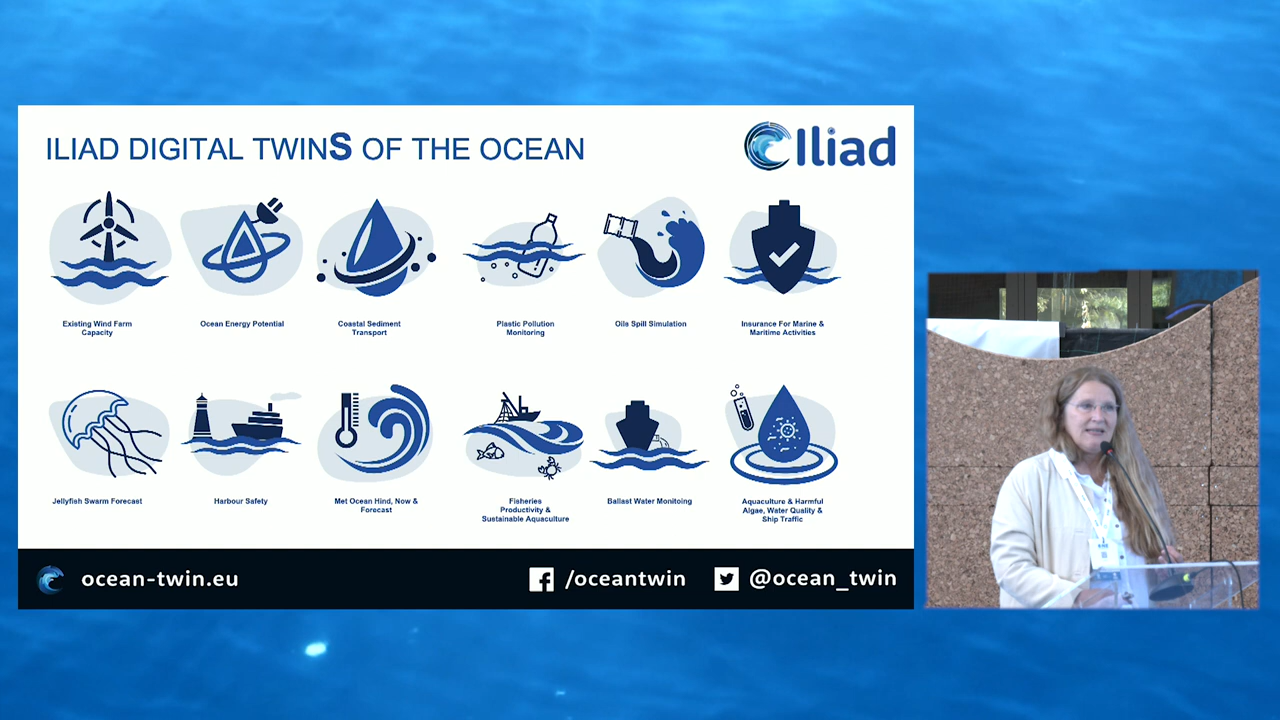 ILIAD DIGITAL TWINS OF THE OCEAN
Iliad
Existing Wind Farm
Capacity
Ocean Energy Potential
Coastal Sediment
Transport
Plastic Pollution
Monitoring
Oils Spill Simulation
Insurance For Marine &
Maritime Activities
Jellyfish Swarm Forecast
Harbour Safety
Met Ocean Hind, Now &
Forecast
Fisheries
Productivity &
Sustainable Aquaculture
Ballast Water Monitoing
Aquaculture & Harmful
Algae, Water Quality &
Ship Traffic
ocean-twin.eu
/oceantwin
@ocean_twin